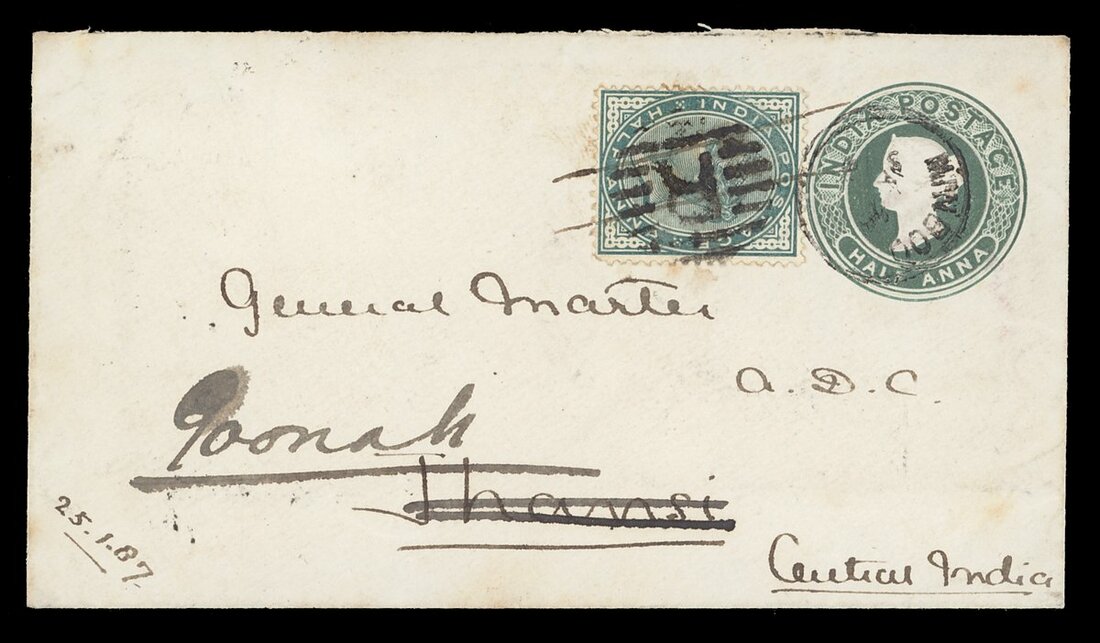 INDIA POSTAGE
HALF ANNA
INDIA POSTAGE
HALF ANNA
R
General Marter
A.D.C.
Goonah
Jhansi
25.1.87
Central India